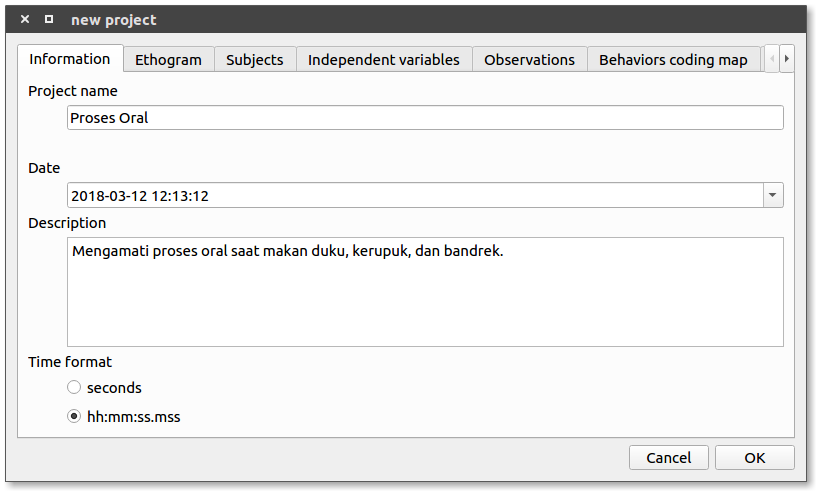 new project
Information Ethogram Subjects Independent variables Observations Behaviors coding map
Project name
Proses Oral
Date
2018-03-12 12:13:12
Description
Mengamati proses oral saat makan duku, kerupuk, dan bandrek.
Time format
seconds
hh:mm:ss.mss
Cancel OK